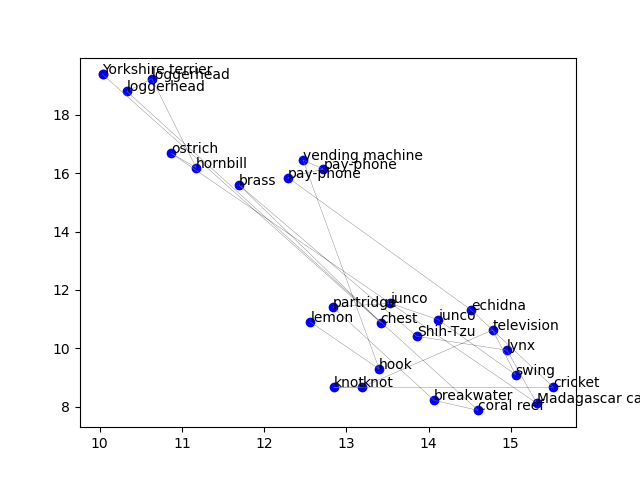 Yorkshire terrier
loggerhead
loggerhead
ostrich
hornbill
brass
vending machine
pay-phone
pay-phone
partridge
junco
echidna
lemon
chest
junco
television
Shih-Tzu
lynx
hook
swing
knot
knot
cricket
breakwater
coral reef
Madagascar ca
18
16
14
12
10
8
10
11
12
13
14
15